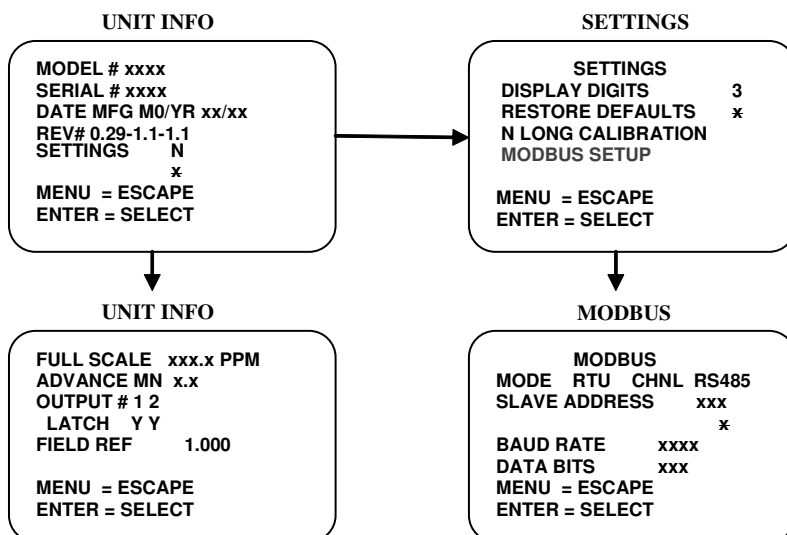 UNIT INFO
MODEL # xxxx
SERIAL # xxxx
DATE MFG M0/YR xx/xx
REV# 0.29-1.1-1.1
SETTINGS N
x
MENU = ESCAPE
ENTER = SELECT
SETTINGS
SETTINGS
DISPLAY DIGITS 3
RESTORE DEFAULTS x
N LONG CALIBRATION
MODBUS SETUP
MENU = ESCAPE
ENTER = SELECT
UNIT INFO
FULL SCALE xxx.x PPM
ADVANCE MN x.x
OUTPUT # 1 2
LATCH Y Y
FIELD REF 1.000
MENU = ESCAPE
ENTER = SELECT
MODBUS
MODBUS
MODE RTU CHNL RS485
SLAVE ADDRESS xxx
x
BAUD RATE xxxx
DATA BITS xxx
MENU = ESCAPE
ENTER = SELECT